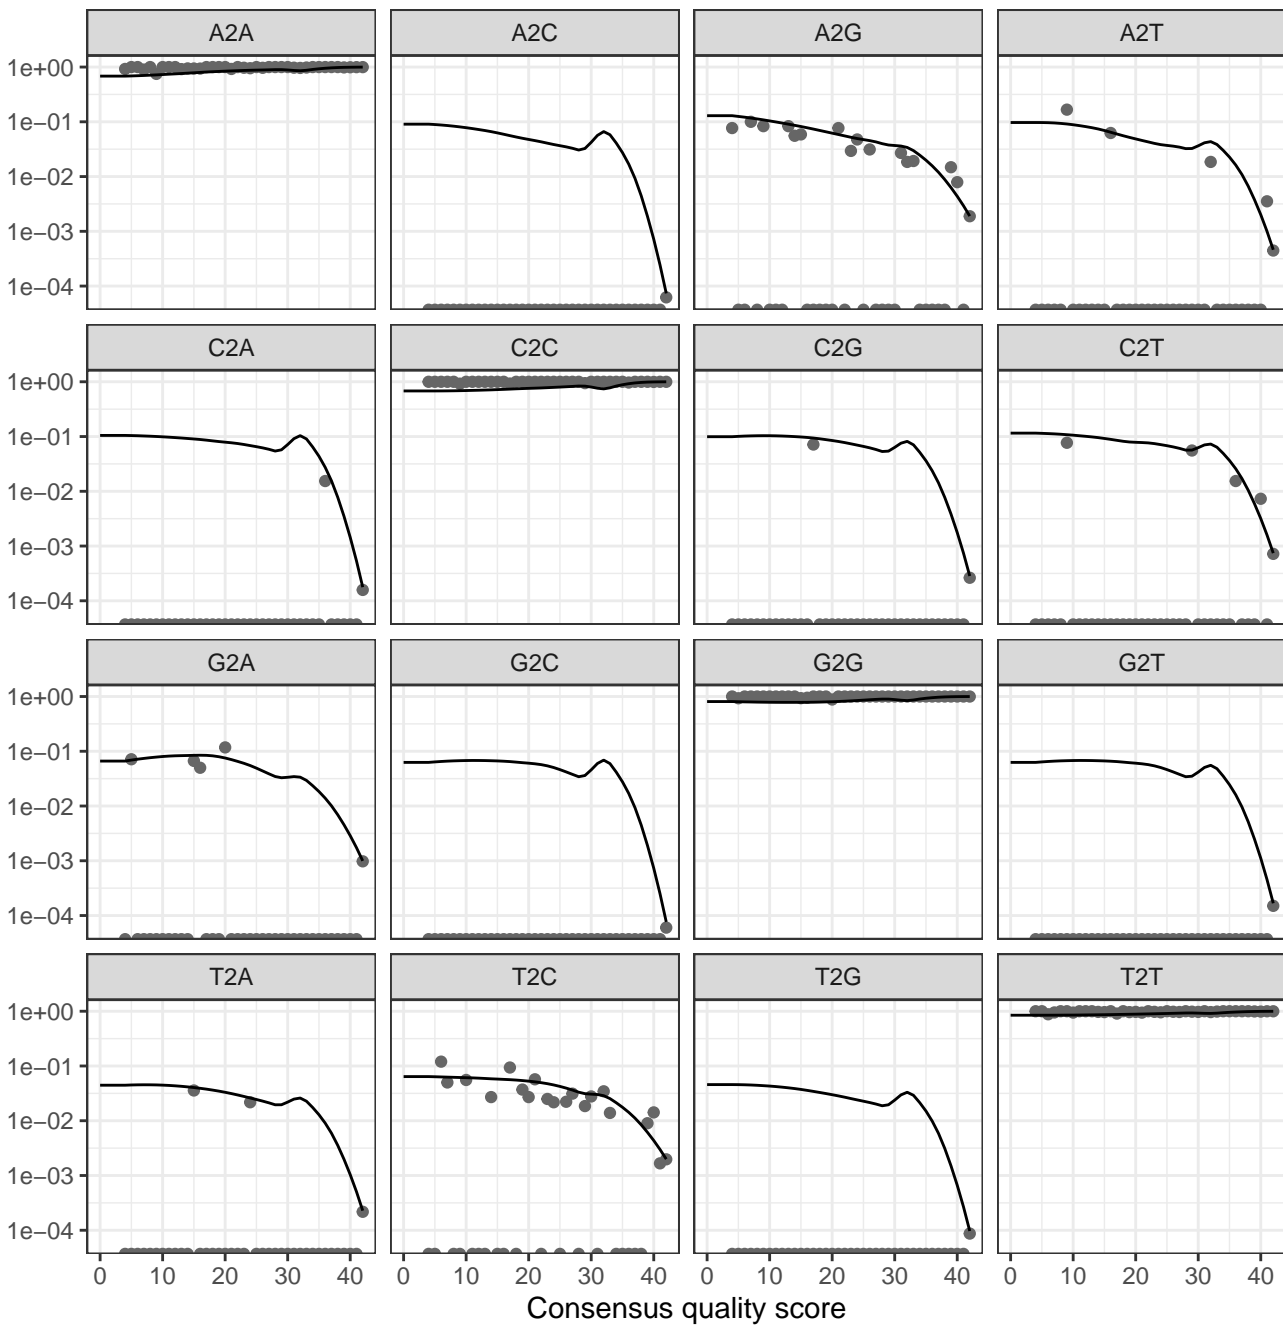 A2A A2C A2G A2T
1e+00
1e−01
1e−02
1e−03
1e−04
C2A C2C C2G C2T
1e+00
1e−01
1e−02
1e−03
1e−04
G2A G2C G2G G2T
1e+00
1e−01
1e−02
1e−03
1e−04
T2A T2C T2G T2T
1e+00
1e−01
1e−02
1e−03
1e−04
0 10 20 30 40 0 10 20 30 40 0 10 20 30 40 0 10 20 30 40
Consensus quality score